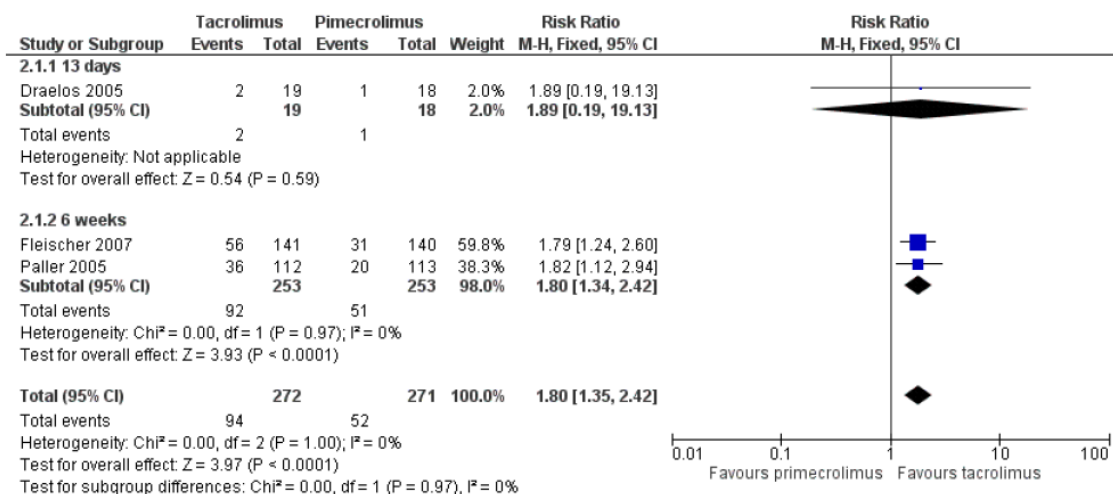 Tacrolimus Pimecrolimus Risk Ratio Risk Ratio
Study or Subgroup Events Total Events Total Weight M-H, Fixed, 95% CI M-H, Fixed, 95% CI
2.1.1 13 days
Draelos 2005 2 19 1 18 2.0% 1.89 [0.19, 19.13]
Subtotal (95% CI) 19 18 2.0% 1.89 [0.19, 19.13]
Total events 2 1
Heterogeneity: Not applicable
Test for overall effect: Z = 0.54 (P = 0.59)
2.1.2 6 weeks
Fleischer 2007 56 141 31 140 59.8% 1.79 [1.24, 2.60]
Paller 2005 36 112 20 113 38.3% 1.82 [1.12, 2.94]
Subtotal (95% CI) 253 253 98.0% 1.80 [1.34, 2.42]
Total events 92 51
Heterogeneity: Chi² = 0.00, df = 1 (P = 0.97); I² = 0%
Test for overall effect: Z = 3.93 (P < 0.0001)
Total (95% CI) 272 271 100.0% 1.80 [1.35, 2.42]
Total events 94 52
Heterogeneity: Chi² = 0.00, df = 2 (P = 1.00); I² = 0%
Test for overall effect: Z = 3.97 (P < 0.0001)
Test for subgroup differences: Chi² = 0.00, df = 1 (P = 0.97), I² = 0%
0.01 0.1 1 10 100
Favours primecrolimus Favours tacrolimus